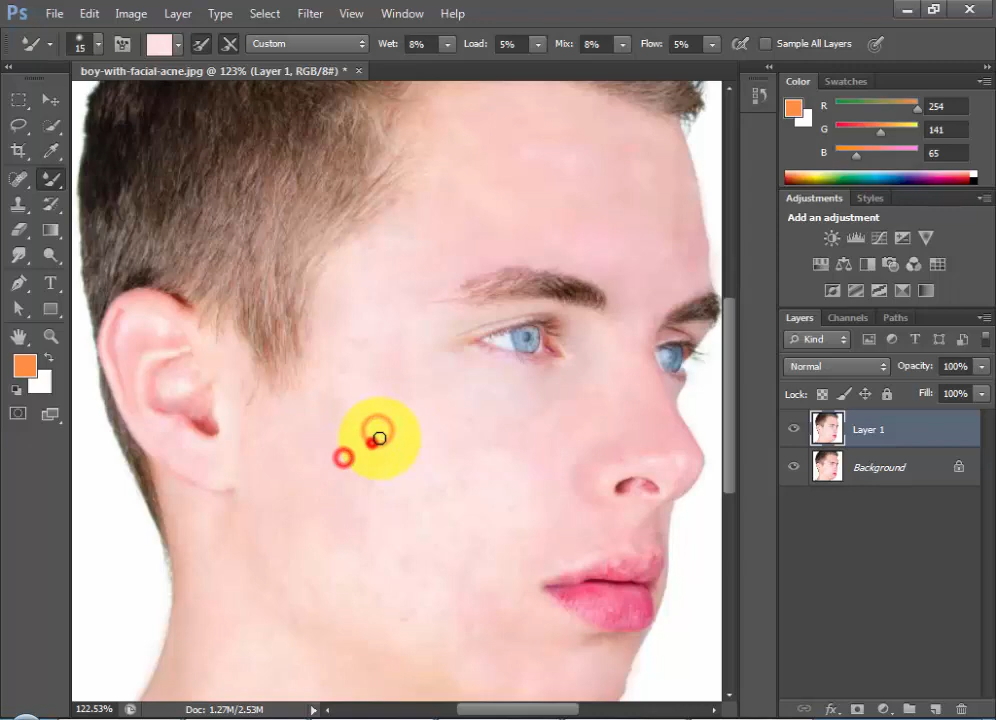 Ps File Edit Image Layer Type Select Filter View Window Help
15 Custom Wet: 8% Load: 5% Mix: 8% Flow: 5% Sample All Layers
boy-with-facial-acne.jpg @ 123% (Layer 1, RGB/8#) * ×
Color Swatches
R 254
G 141
B 65
Adjustments Styles
Add an adjustment
Layers Channels Paths
Kind
Normal Opacity: 100%
Lock: Fill: 100%
Layer 1
Background
122.53% Doc: 1.27M/2.53M
fx